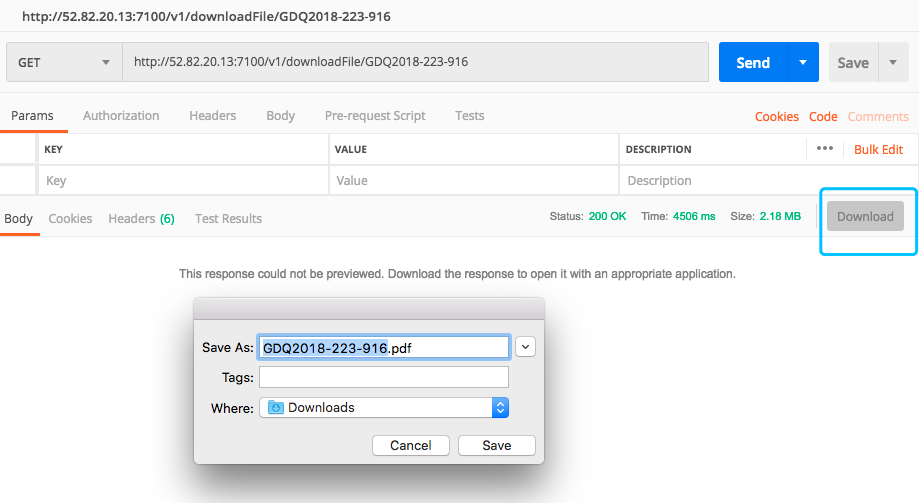 http://52.82.20.13:7100/v1/downloadFile/GDQ2018-223-916
GET http://52.82.20.13:7100/v1/downloadFile/GDQ2018-223-916 Send Save
Params Authorization Headers Body Pre-request Script Tests Cookies Code Comments
KEY VALUE DESCRIPTION ••• Bulk Edit
Key Value Description
Body Cookies Headers (6) Test Results Status: 200 OK Time: 4506 ms Size: 2.18 MB Download
This response could not be previewed. Download the response to open it with an appropriate application.
Save As: GDQ2018-223-916.pdf
Tags:
Where: Downloads
Cancel Save